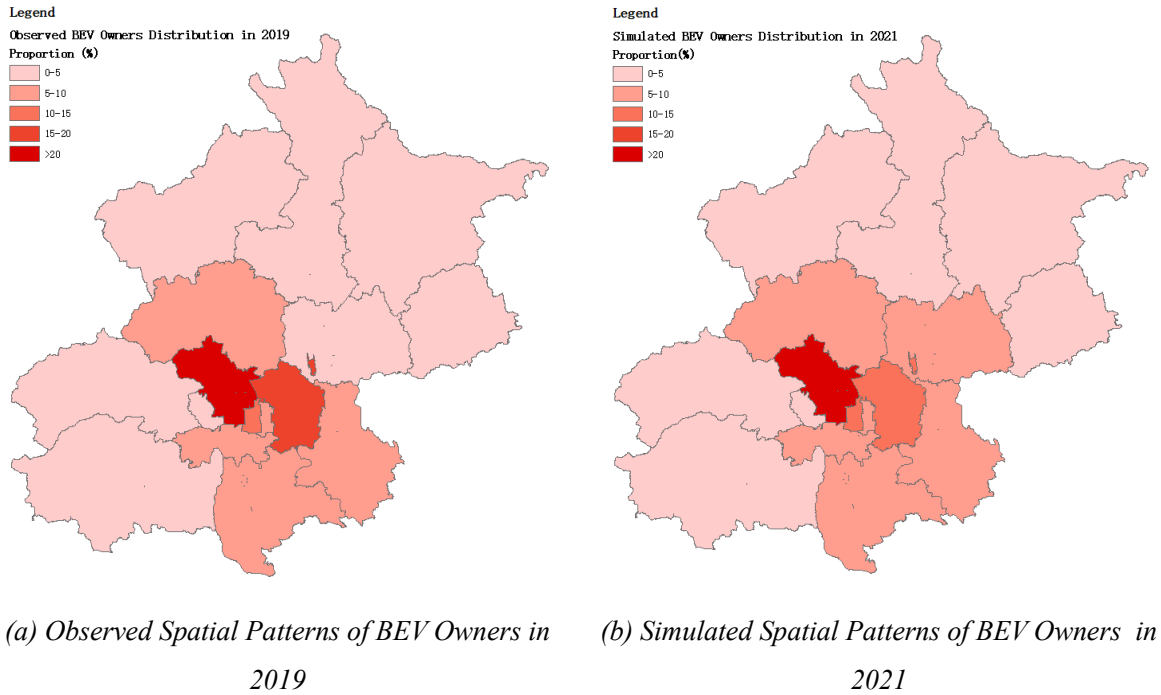 Legend
Observed BEV Owners Distribution in 2019
Proportion (%)
0-5
5-10
10-15
15-20
>20
Legend
Simulated BEV Owners Distribution in 2021
Proportion(%)
0-5
5-10
10-15
15-20
>20
(a) Observed Spatial Patterns of BEV Owners in
2019
(b) Simulated Spatial Patterns of BEV Owners in
2021